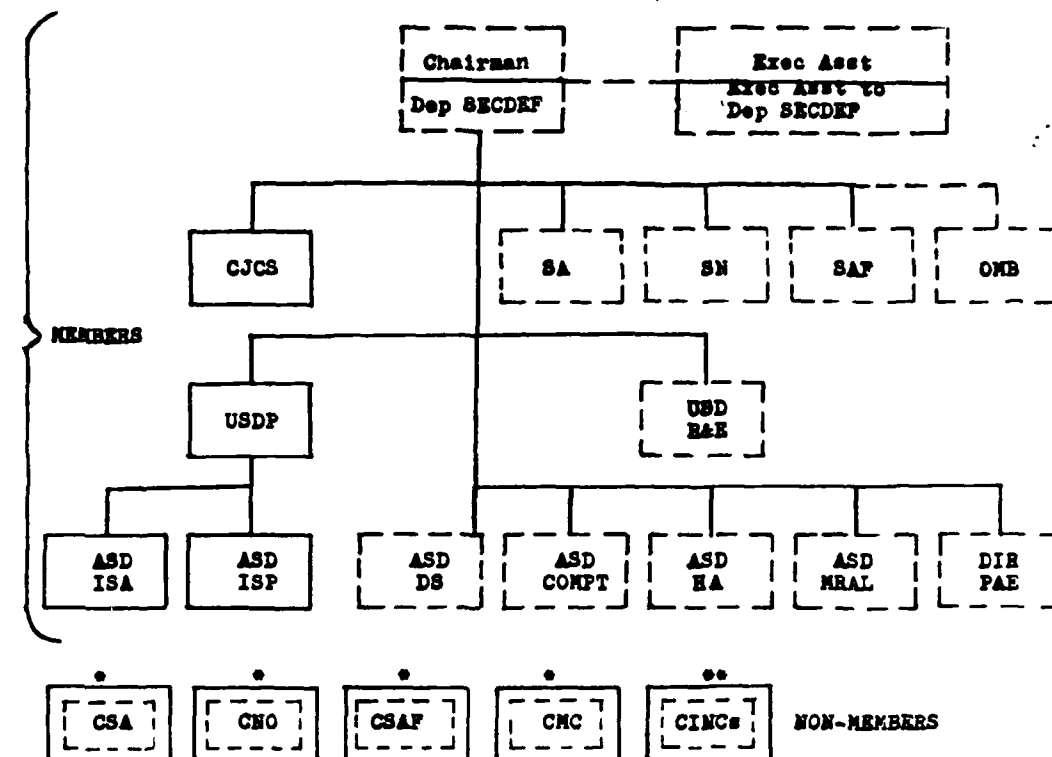 Chairman
Dep SECDEF
Exec Asst
Exec Asst to
Dep SECDEF
CJCS
SA
SN
SAF
OMB
MEMBERS
USDP
USD
R&E
ASD
ISA
ASD
ISP
ASD
DS
ASD
COMPT
ASD
HA
ASD
MRAL
DIR
PAE
*
*
*
*
**
CSA
CNO
CSAF
CMC
CINCs
NON-MEMBERS